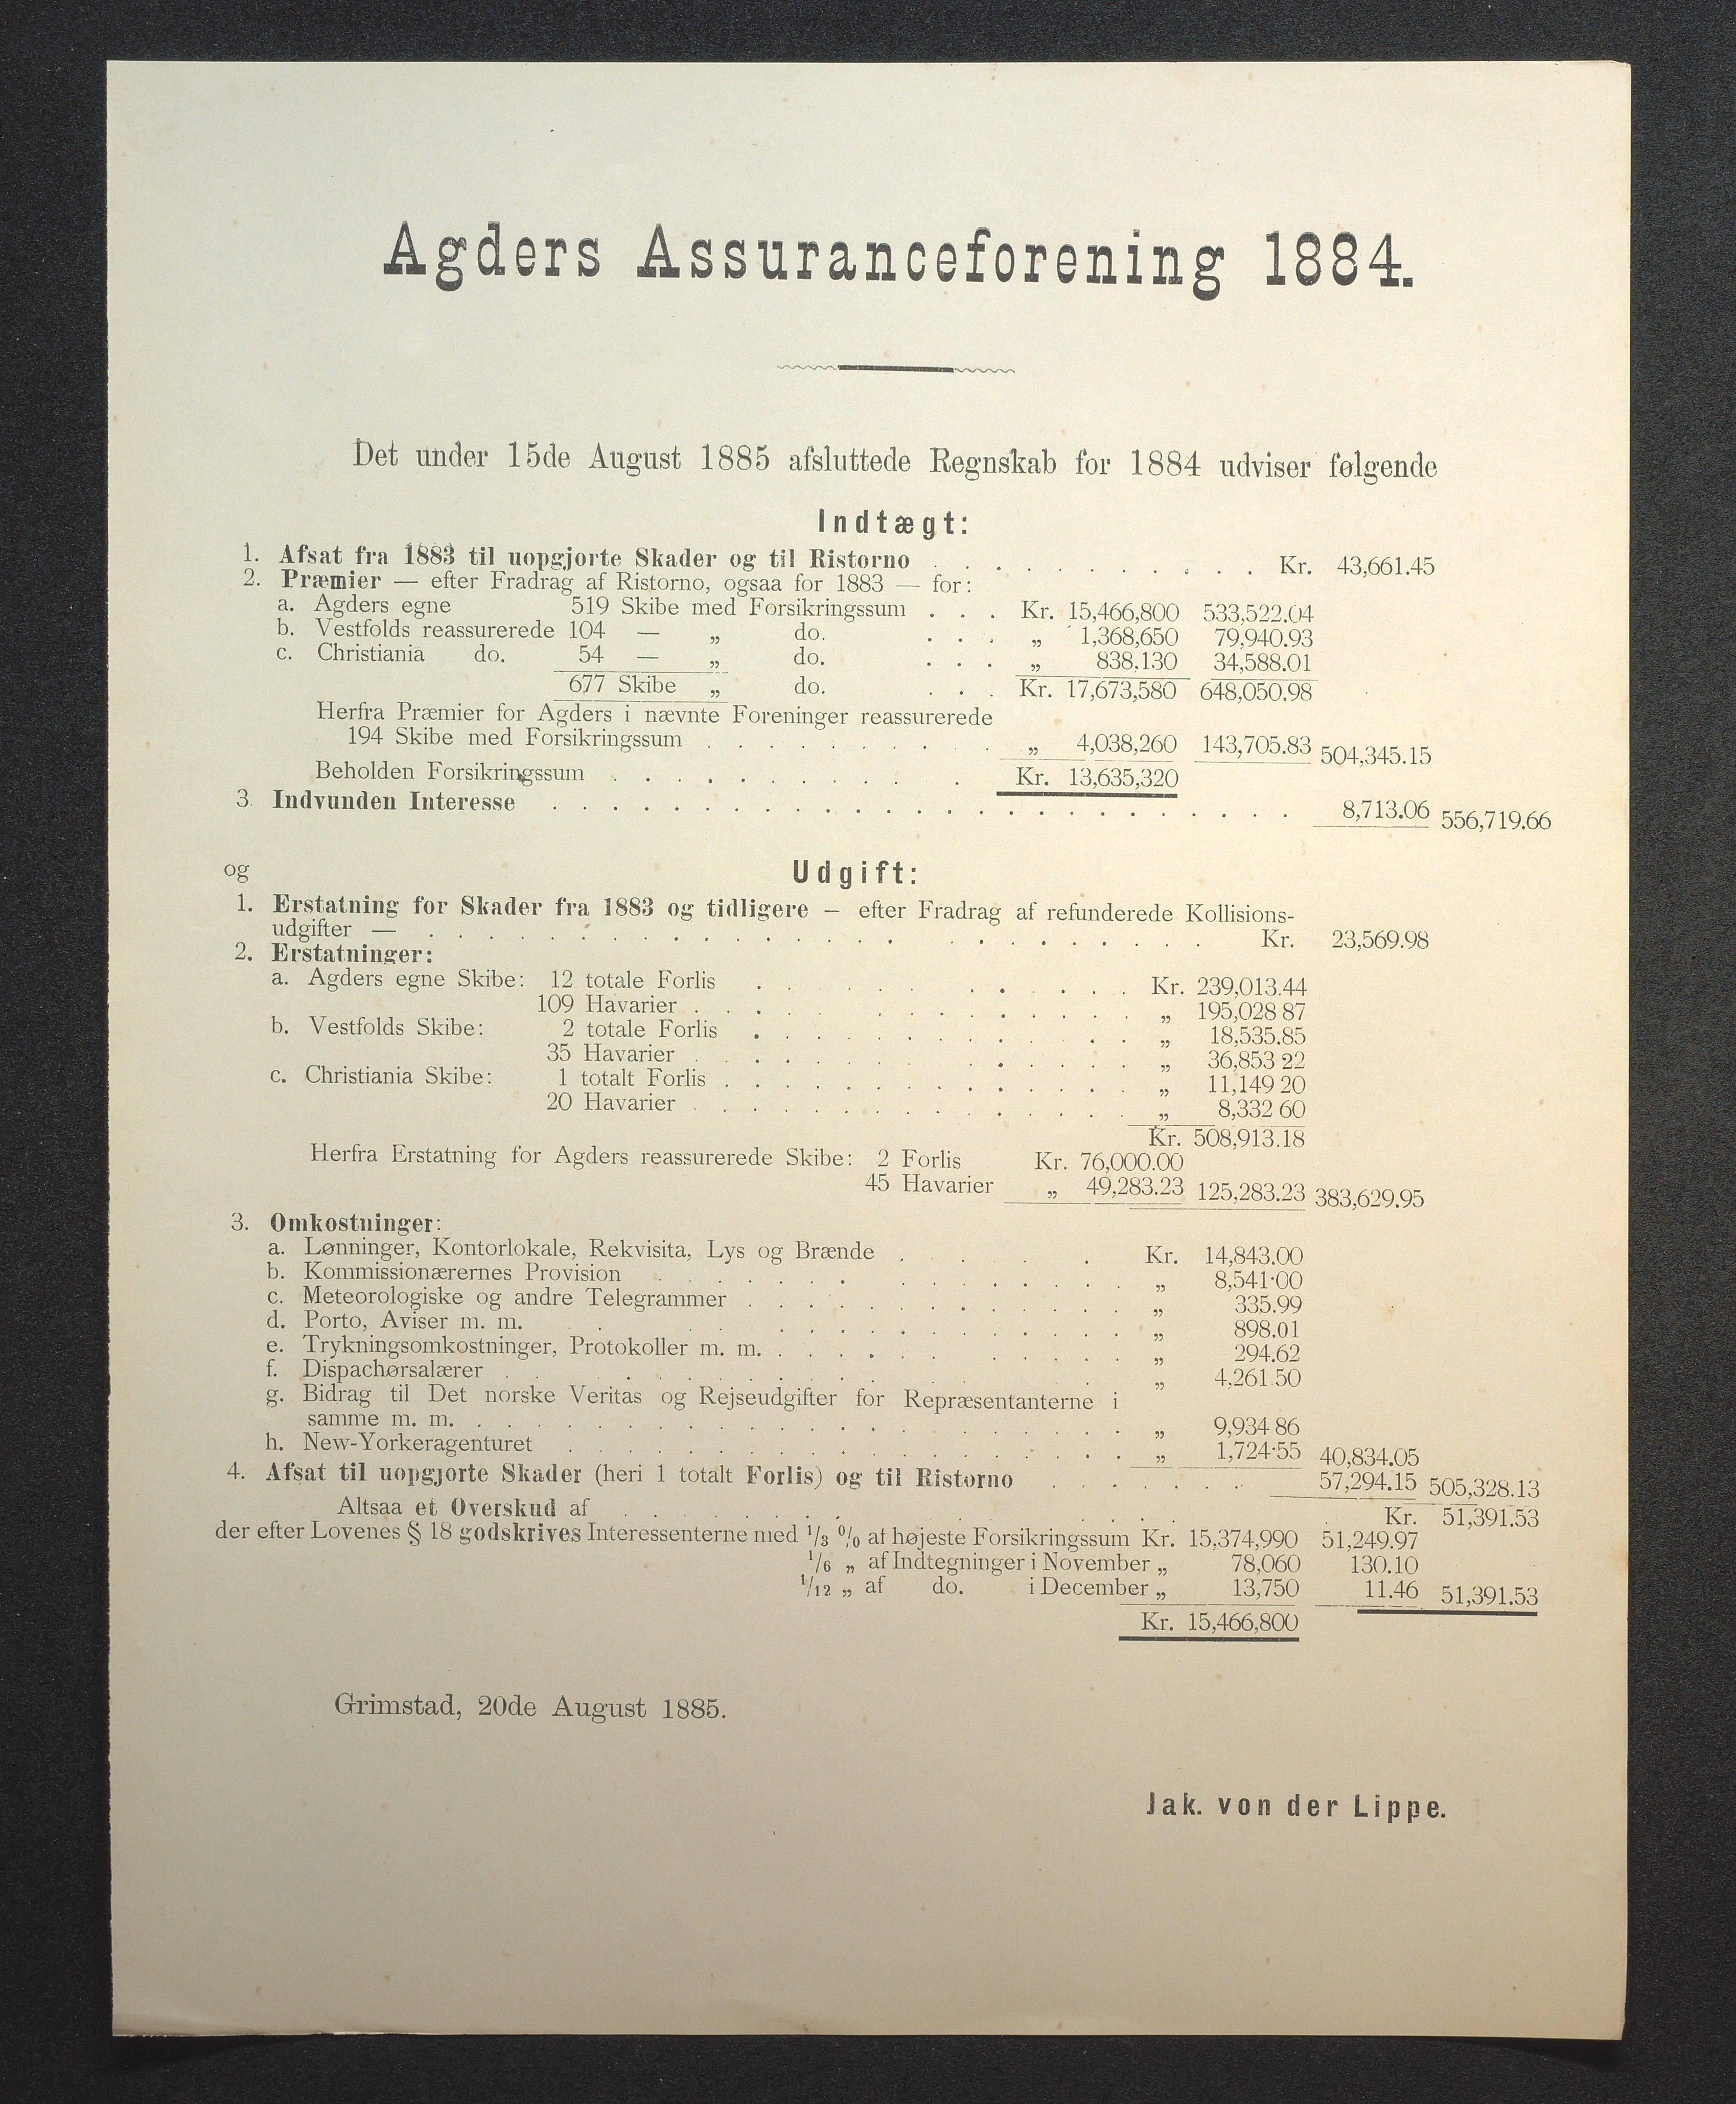 Agders Assuranceforening 1884.
Det under 15de August 1885 afsluttede Regnskab for 1884 udviser følgende
Indtægt:
1. Afsat fra 1883 til uopgjorte Skader og til Ristorno . . . . . . . . . . . Kr. 43,661.45
2. Præmier — efter Fradrag af Ristorno, ogsaa for 1883 — for:
a. Agders egne 519 Skibe med Forsikringssum . . . Kr. 15,466,800 533,522.04
b. Vestfolds reassurerede 104 — „ do. . . . „ 1,368,650 79,940.93
c. Christiania do. 54 — „ do. . . . „ 838,130 34,588.01
677 Skibe „ do. . . . Kr. 17,673,580 648,050.98
Herfra Præmier for Agders i nævnte Foreninger reassurerede
194 Skibe med Forsikringssum . . . . . . . . . . „ 4,038,260 143,705.83 504,345.15
Beholden Forsikringssum . . . . . . . . . . . . Kr. 13,635,320
3. Indvunden Interesse . . . . . . . . . . . . . . . . . . . . . . . . 8,713.06 556,719.66
og Udgift:
1. Erstatning for Skader fra 1883 og tidligere — efter Fradrag af refunderede Kollisions-
udgifter — . . . . . . . . . . . . . . . . . . . . . . . . . . Kr. 23,569.98
2. Erstatninger:
a. Agders egne Skibe: 12 totale Forlis . . . . . . . . . . . . Kr. 239,013.44
109 Havarier . . . . . . . . . . . . . . . „ 195,028 87
b. Vestfolds Skibe: 2 totale Forlis . . . . . . . . . . . . . „ 18,535.85
35 Havarier . . . . . . . . . . . . . . . „ 36,853 22
c. Christiania Skibe: 1 totalt Forlis . . . . . . . . . . . . . . „ 11,149 20
20 Havarier . . . . . . . . . . . . . . . „ 8,332 60
Kr. 508,913.18
Herfra Erstatning for Agders reassurerede Skibe: 2 Forlis Kr. 76,000.00
45 Havarier „ 49,283.23 125,283.23 383,629.95
3. Omkostninger:
a. Lønninger, Kontorlokale, Rekvisita, Lys og Brænde . . . . Kr. 14,843.00
b. Kommissionærernes Provision . . . . . . . . . . . . . . . „ 8,541·00
c. Meteorologiske og andre Telegrammer . . . . . . . . . . . . . „ 335.99
d. Porto, Aviser m. m. . . . . . . . . . . . . . . . „ 898.01
e. Trykningsomkostninger, Protokoller m. m. . . . . . . . . . . . „ 294.62
f. Dispachørsalærer . . . . . . . . . . . . . . . . „ 4,261.50
g. Bidrag til Det norske Veritas og Rejseudgifter for Repræsentanterne i
samme m. m. . . . . . . . . . . . . . . . . . . . . . „ 9,934 86
h. New-Yorkeragenturet . . . . . . . . . . . . . . . . . . „ 1,724·55 40,834.05
4. Afsat til uopgjorte Skader (heri 1 totalt Forlis) og til Ristorno . . . . . . . 57,294.15 505,328.13
Altsaa et Overskud af . . . . . . . . . . . . . . . . . . . Kr. 51,391.53
der efter Lovenes § 18 godskrives Interessenterne med 1/3 0/0 af højeste Forsikringssum Kr. 15,374,990 51,249.97
1/6 „ af Indtegninger i November „ 78,060 130.10
1/12 „ af do. i December „ 13,750 11.46 51,391.53
Kr. 15,466,800
Grimstad, 20de August 1885.
Jak. von der Lippe.